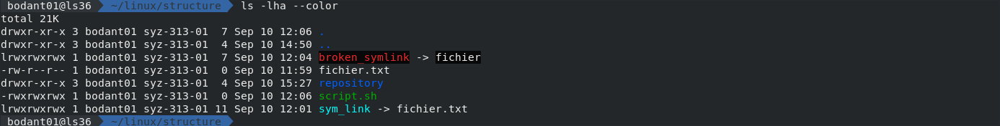 bodant01@ls36 ~/linux/structure ls -lha --color
total 21K
drwxr-xr-x 3 bodant01 syz-313-01  7 Sep 10 12:06 .
drwxr-xr-x 3 bodant01 syz-313-01  4 Sep 10 14:50 ..
lrwxrwxrwx 1 bodant01 syz-313-01  7 Sep 10 12:04 broken_symlink -> fichier
-rw-r--r-- 1 bodant01 syz-313-01  0 Sep 10 11:59 fichier.txt
drwxr-xr-x 3 bodant01 syz-313-01  4 Sep 10 15:27 repository
-rwxrwxrwx 1 bodant01 syz-313-01  0 Sep 10 12:06 script.sh
lrwxrwxrwx 1 bodant01 syz-313-01 11 Sep 10 12:01 sym_link -> fichier.txt
bodant01@ls36 ~/linux/structure